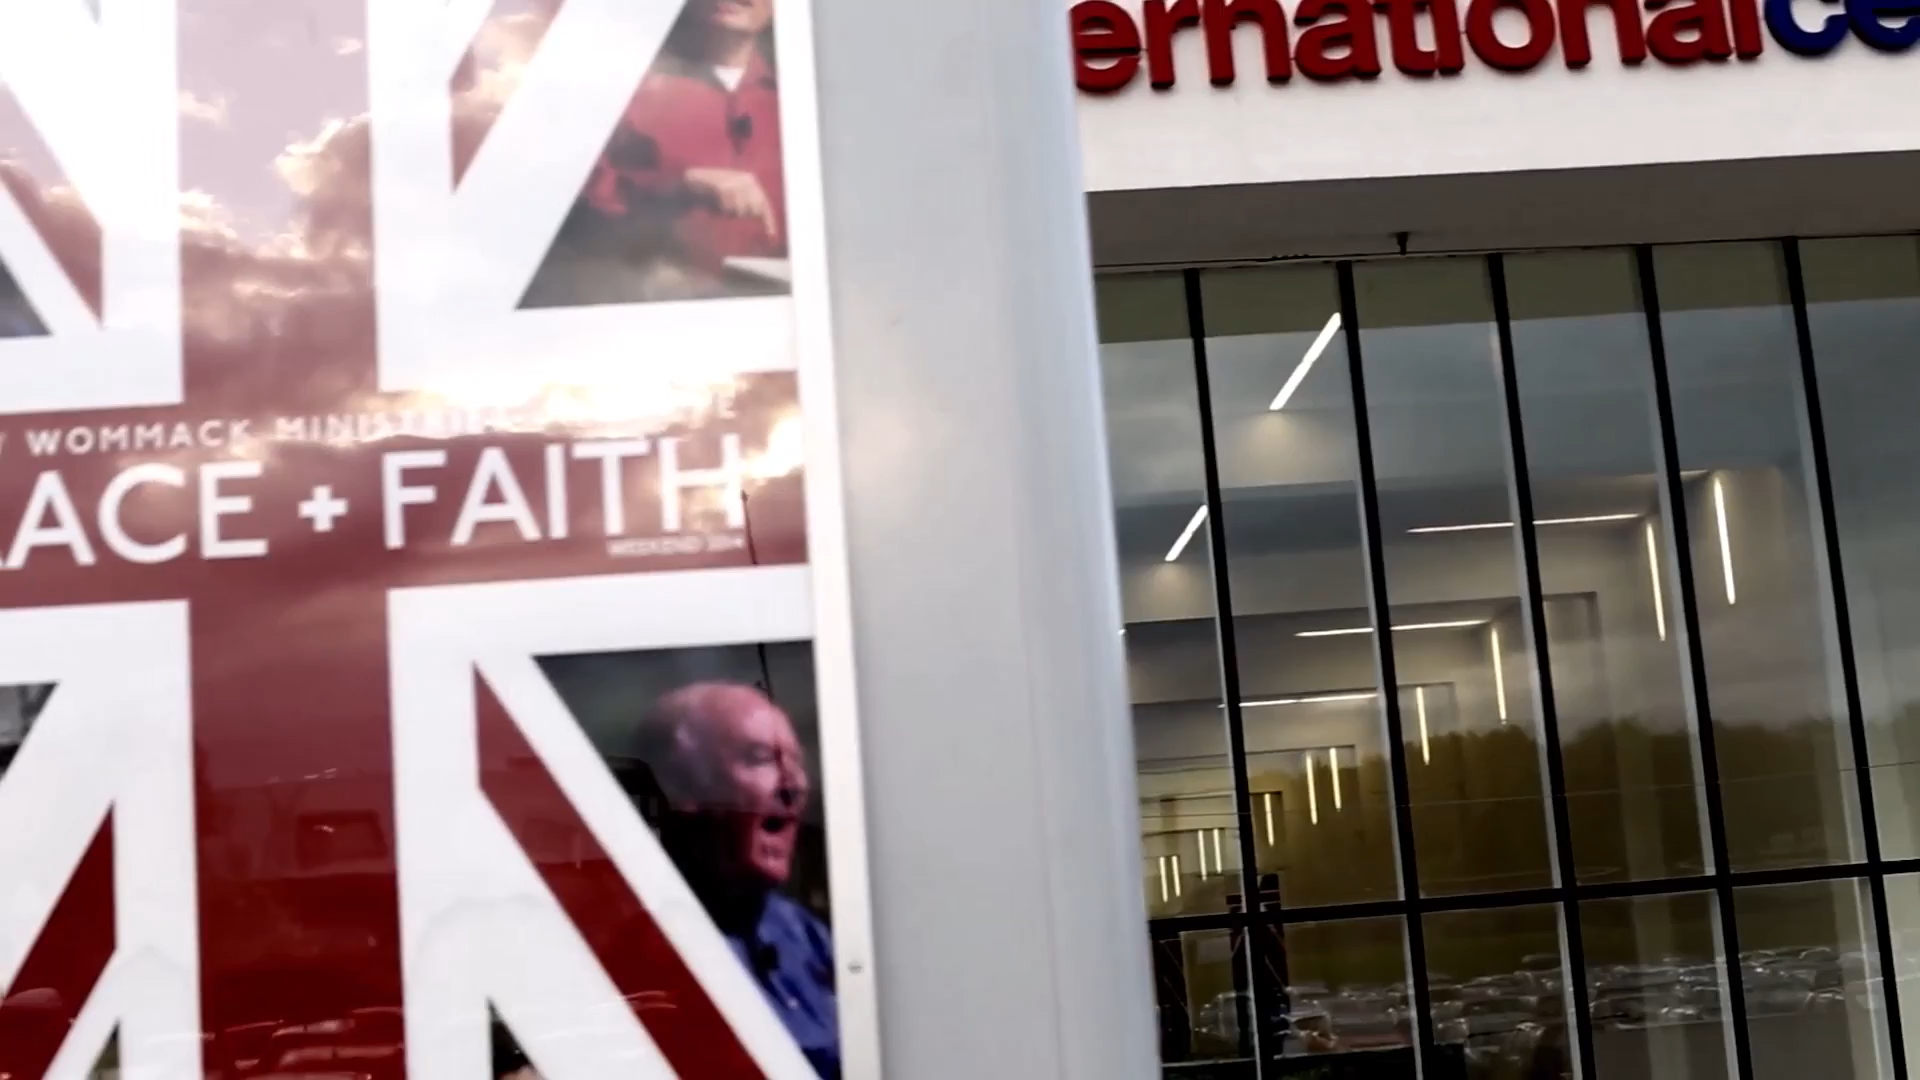 ernationalce
WOMMACK MINISTRIES
ACE + FAITH
WEEKEND 2014